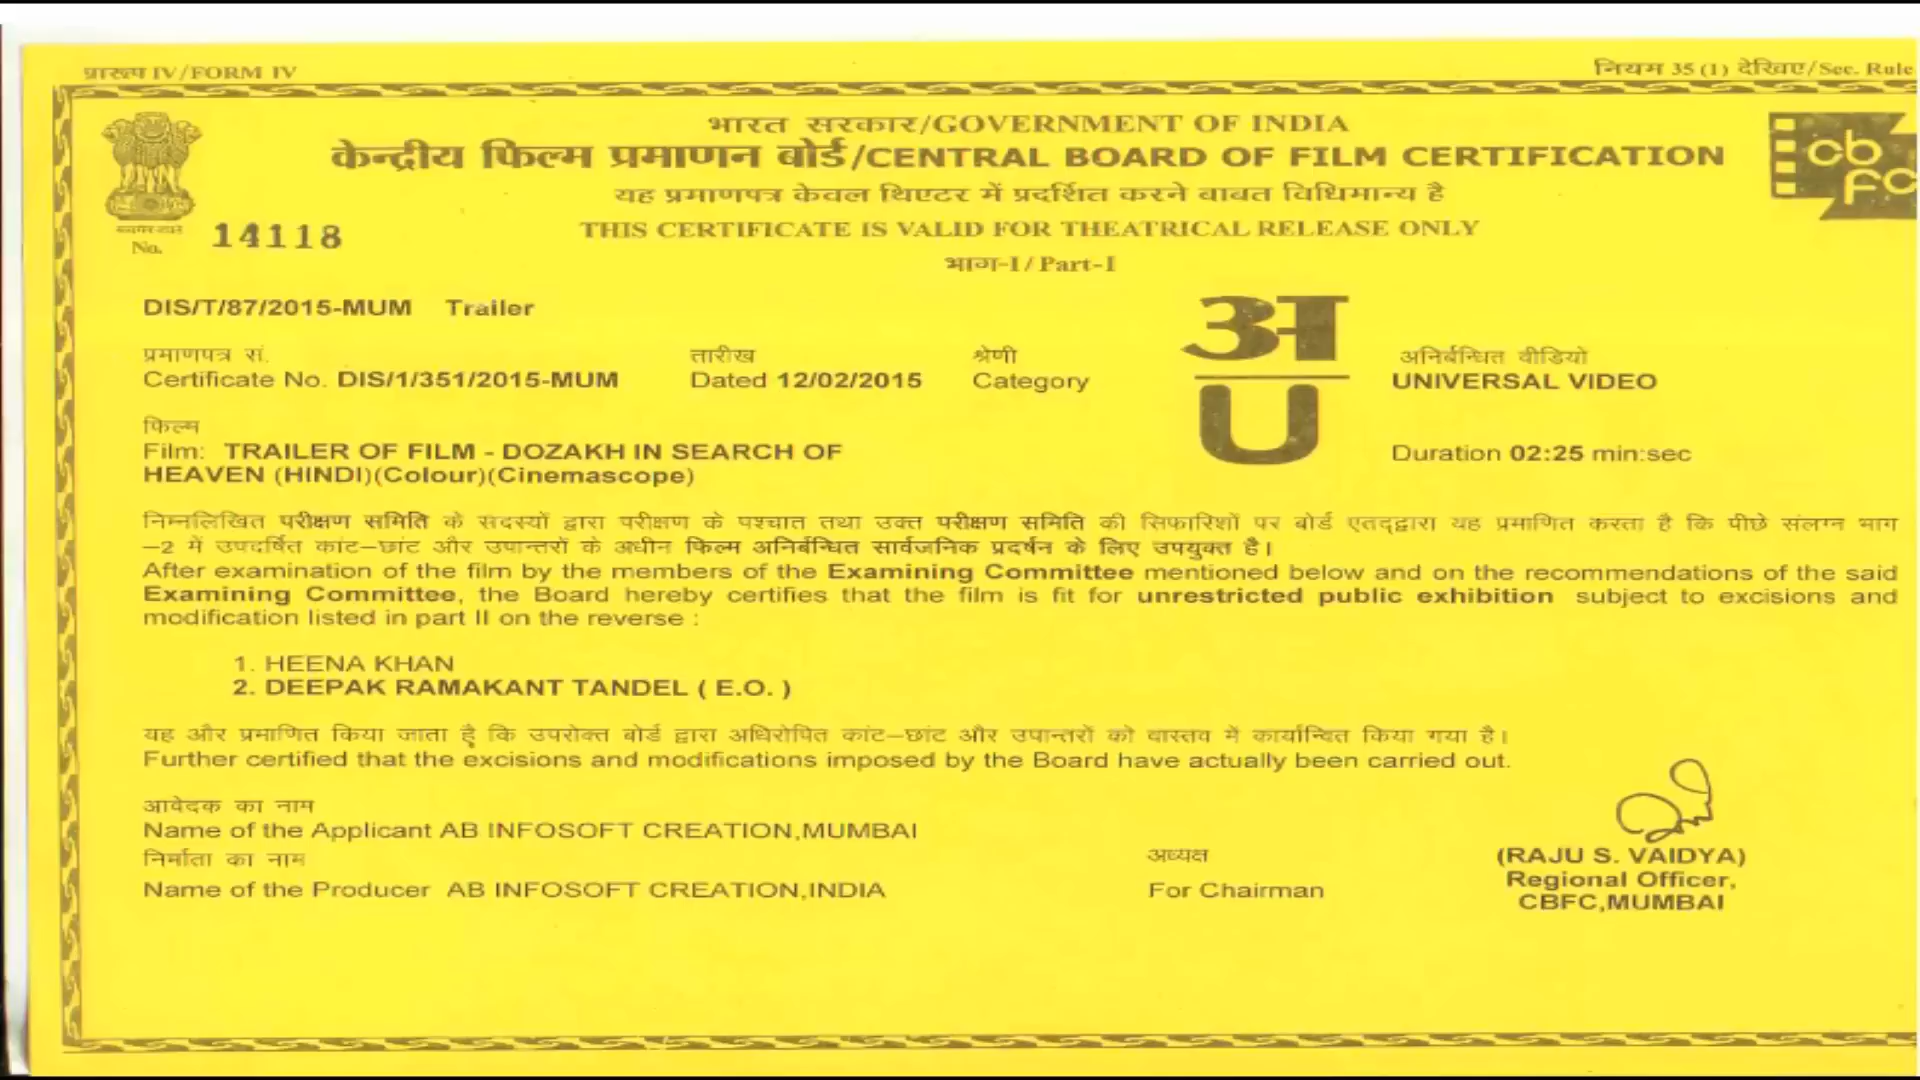 प्रारूप IV/FORM IV
नियम 35 (1) देखिए/See. Rule
भारत सरकार/GOVERNMENT OF INDIA
केन्द्रीय फिल्म प्रमाणन बोर्ड/CENTRAL BOARD OF FILM CERTIFICATION
cb
fc
यह प्रमाणपत्र केवल थिएटर में प्रदर्शित करने बाबत विधिमान्य है
No. 14118
THIS CERTIFICATE IS VALID FOR THEATRICAL RELEASE ONLY
भाग-I/Part-I
DIS/T/87/2015-MUM Trailer
अ
U
प्रमाणपत्र सं. तारीख श्रेणी अनिर्बन्धित वीडियो
Certificate No. DIS/1/351/2015-MUM Dated 12/02/2015 Category UNIVERSAL VIDEO
फिल्म
Film: TRAILER OF FILM - DOZAKH IN SEARCH OF Duration 02:25 min:sec
HEAVEN (HINDI)(Colour)(Cinemascope)
निम्नलिखित परीक्षण समिति के सदस्यों द्वारा परीक्षण के पश्चात तथा उक्त परीक्षण समिति की सिफारिशों पर बोर्ड एतद्द्वारा यह प्रमाणित करता है कि पीछे संलग्न भाग
–2 में उपदर्षित कांट–छांट और उपान्तरों के अधीन फिल्म अनिर्बन्धित सार्वजनिक प्रदर्षन के लिए उपयुक्त है।
After examination of the film by the members of the Examining Committee mentioned below and on the recommendations of the said
Examining Committee, the Board hereby certifies that the film is fit for unrestricted public exhibition subject to excisions and
modification listed in part II on the reverse :
1. HEENA KHAN
2. DEEPAK RAMAKANT TANDEL ( E.O. )
यह और प्रमाणित किया जाता है कि उपरोक्त बोर्ड द्वारा अधिरोपित कांट–छांट और उपान्तरों को वास्तव में कार्यान्वित किया गया है।
Further certified that the excisions and modifications imposed by the Board have actually been carried out.
आवेदक का नाम
Name of the Applicant AB INFOSOFT CREATION,MUMBAI
निर्माता का नाम अध्यक्ष (RAJU S. VAIDYA)
Name of the Producer AB INFOSOFT CREATION,INDIA For Chairman Regional Officer,
CBFC,MUMBAI